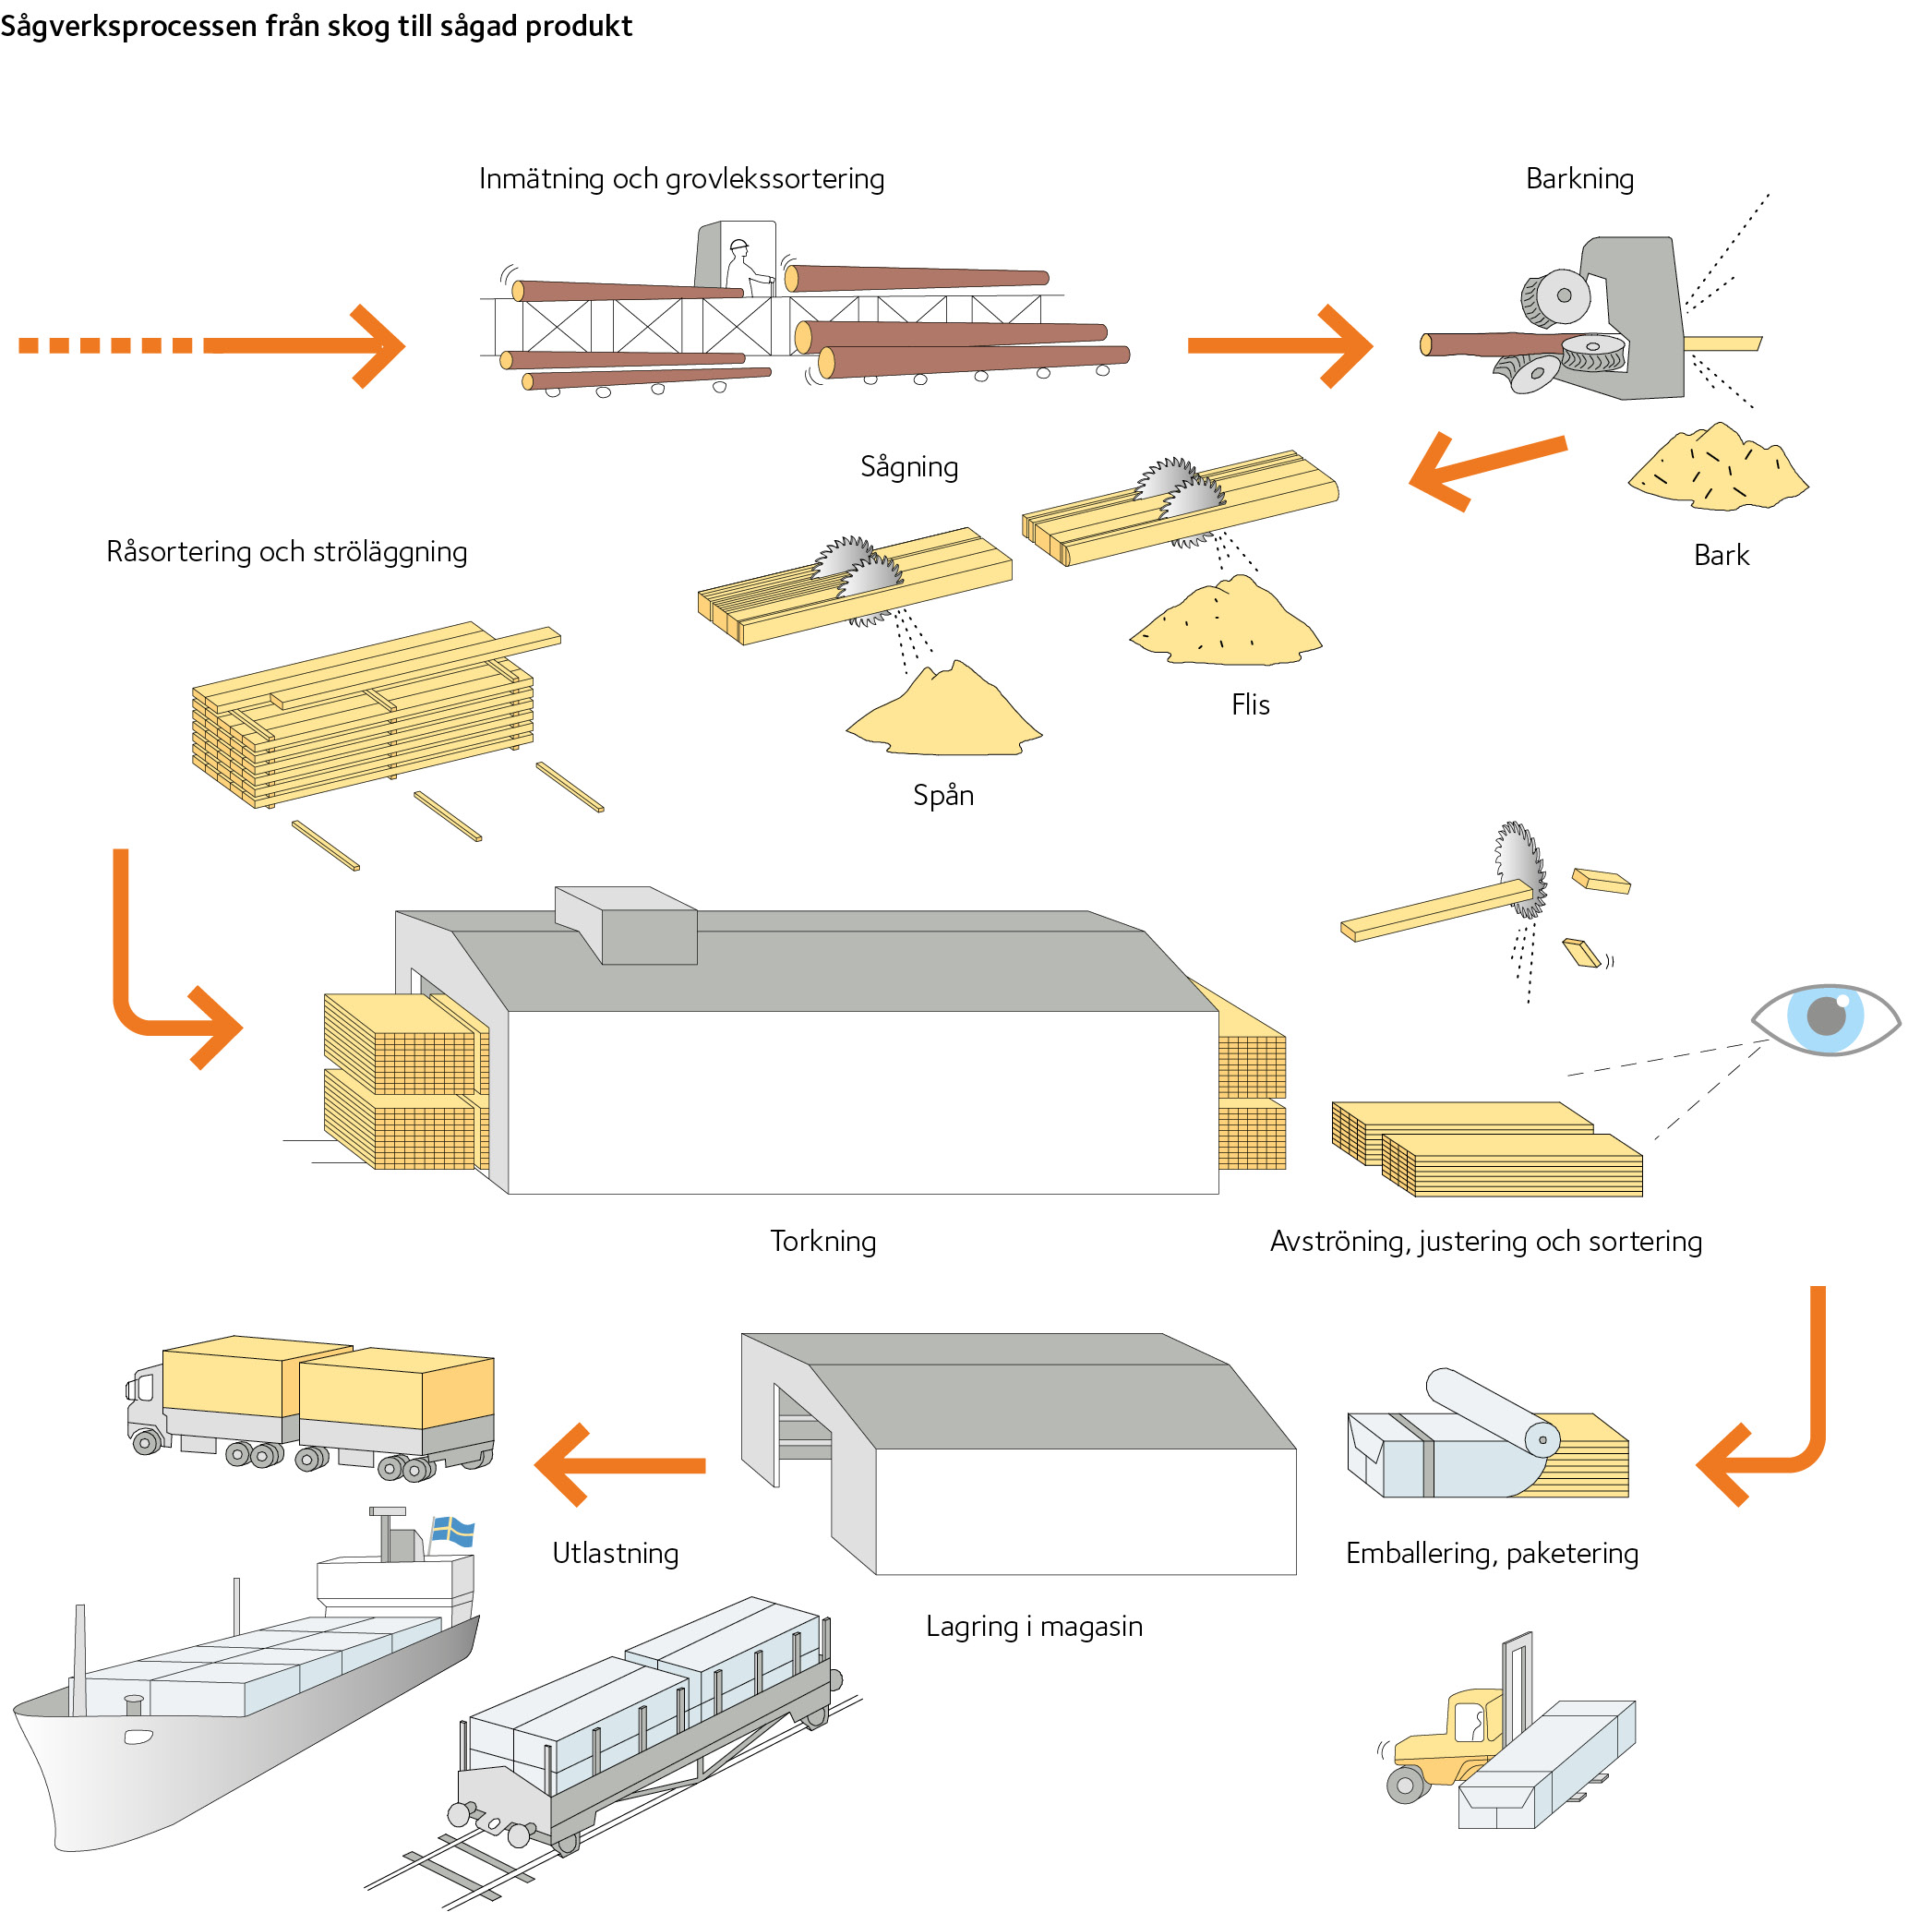 Sågverksprocessen från skog till sågad produkt
Inmätning och grovlekssortering
Barkning
Sågning
Bark
Råsortering och ströläggning
Flis
Spån
Torkning
Avströning, justering och sortering
Utlastning
Emballering, paketering
Lagring i magasin